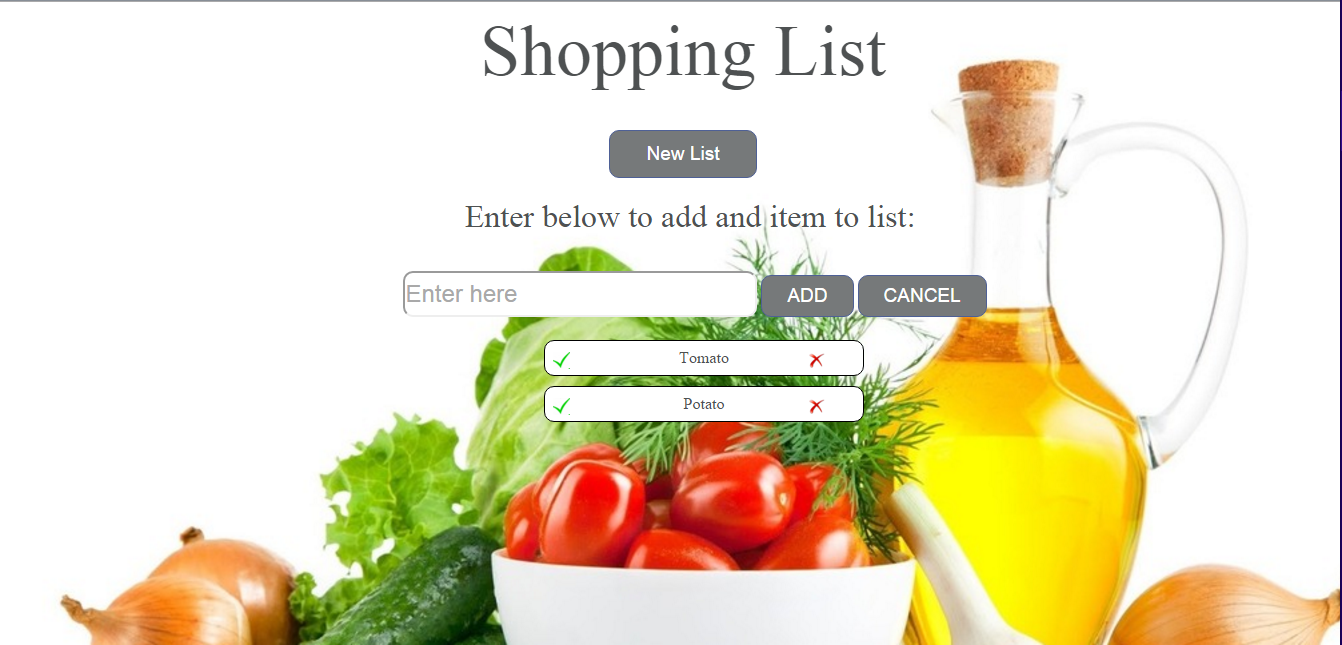 Shopping List
New List
Enter below to add and item to list:
Enter here ADD CANCEL
Tomato
Potato